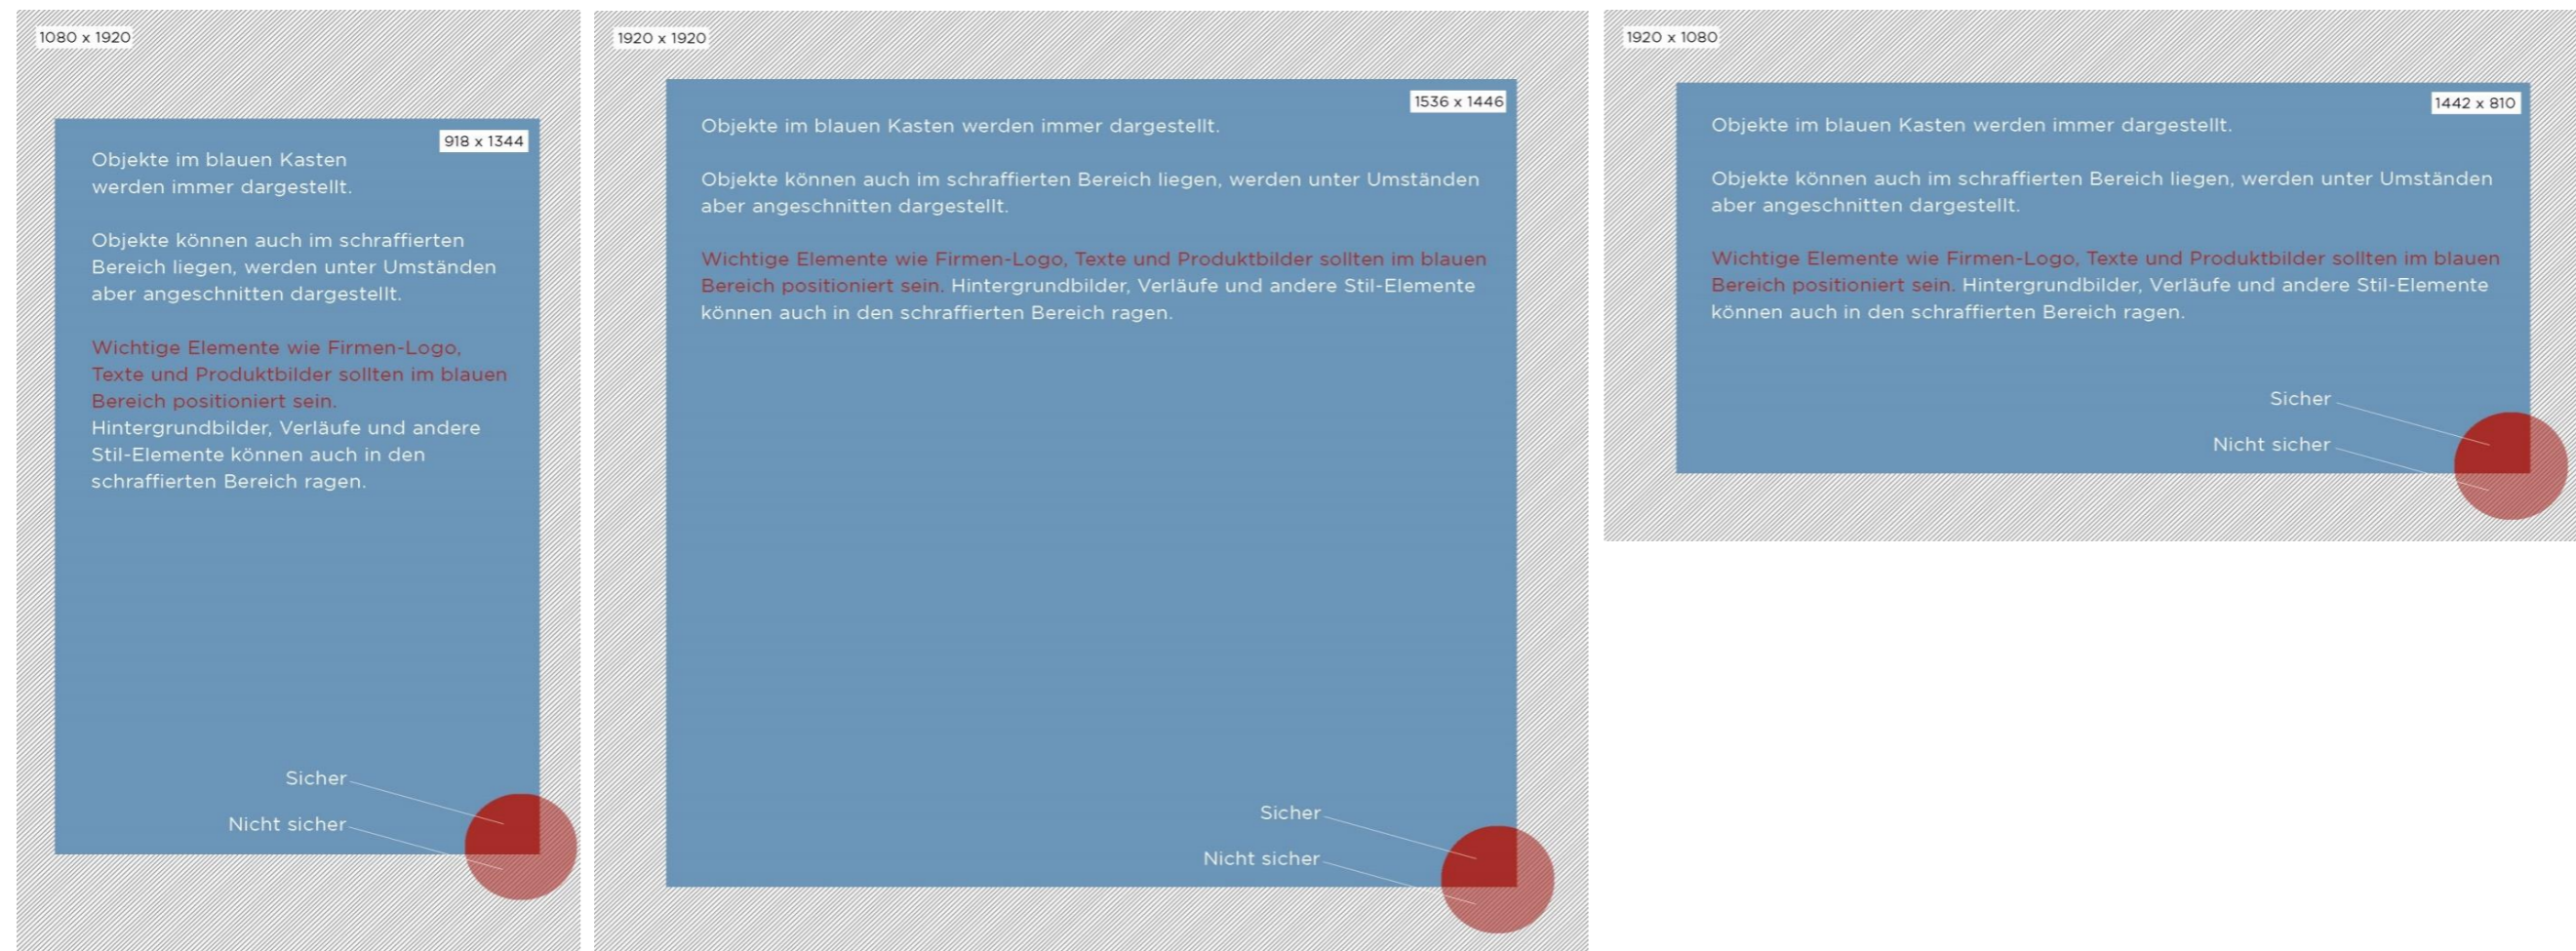 1080 x 1920
918 x 1344
Objekte im blauen Kasten
werden immer dargestellt.
Objekte können auch im schraffierten
Bereich liegen, werden unter Umständen
aber angeschnitten dargestellt.
Wichtige Elemente wie Firmen-Logo,
Texte und Produktbilder sollten im blauen
Bereich positioniert sein.
Hintergrundbilder, Verläufe und andere
Stil-Elemente können auch in den
schraffierten Bereich ragen.
Sicher
Nicht sicher
1920 x 1920
1536 x 1446
Objekte im blauen Kasten werden immer dargestellt.
Objekte können auch im schraffierten Bereich liegen, werden unter Umständen
aber angeschnitten dargestellt.
Wichtige Elemente wie Firmen-Logo, Texte und Produktbilder sollten im blauen
Bereich positioniert sein. Hintergrundbilder, Verläufe und andere Stil-Elemente
können auch in den schraffierten Bereich ragen.
Sicher
Nicht sicher
1920 x 1080
1442 x 810
Objekte im blauen Kasten werden immer dargestellt.
Objekte können auch im schraffierten Bereich liegen, werden unter Umständen
aber angeschnitten dargestellt.
Wichtige Elemente wie Firmen-Logo, Texte und Produktbilder sollten im blauen
Bereich positioniert sein. Hintergrundbilder, Verläufe und andere Stil-Elemente
können auch in den schraffierten Bereich ragen.
Sicher
Nicht sicher